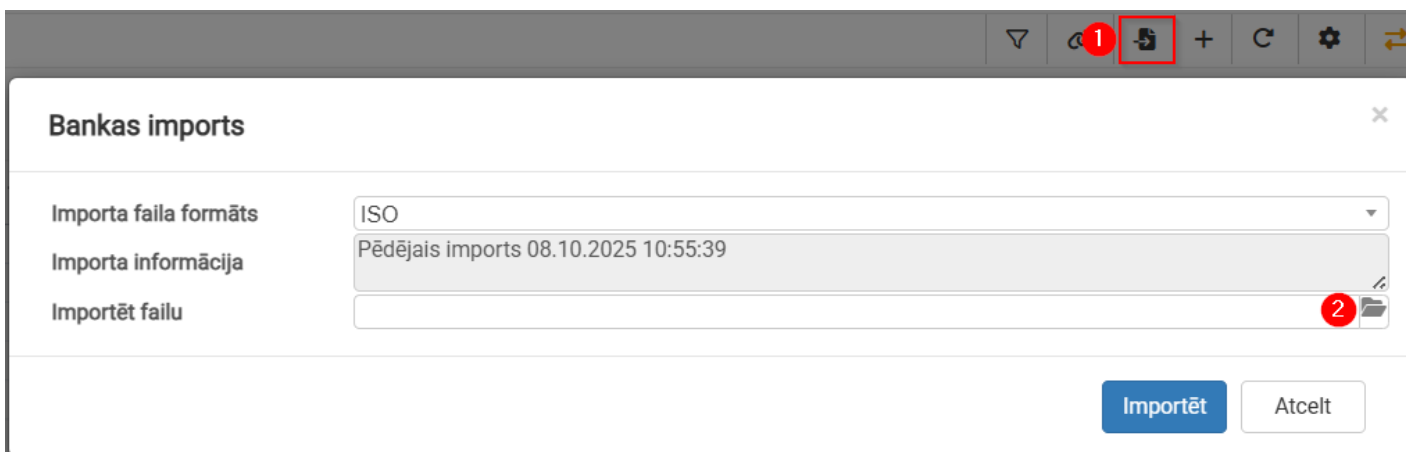 1
Bankas imports
×
Importa faila formāts
ISO
Importa informācija
Pēdējais imports 08.10.2025 10:55:39
Importēt failu
2
Importēt
Atcelt